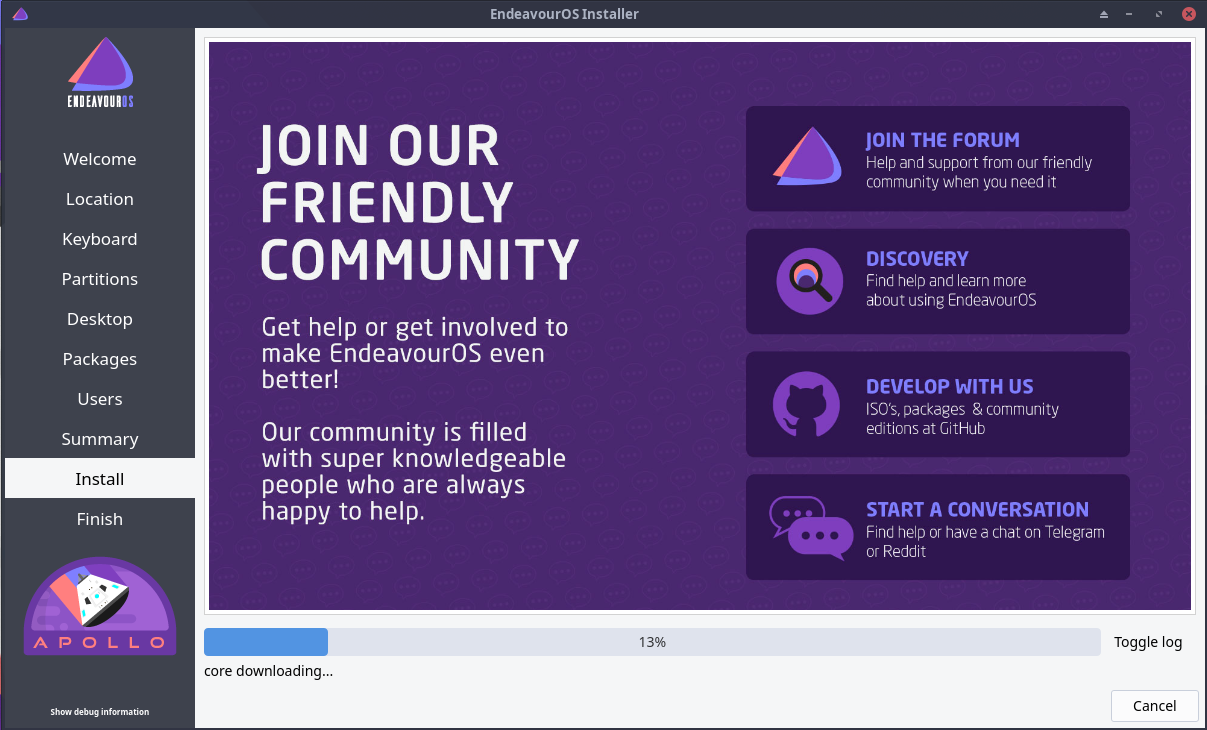 EndeavourOS Installer
ENDEAVOUROS
Welcome
Location
Keyboard
Partitions
Desktop
Packages
Users
Summary
Install
Finish
APOLLO
Show debug information
JOIN OUR
FRIENDLY
COMMUNITY
Get help or get involved to
make EndeavourOS even
better!
Our community is filled
with super knowledgeable
people who are always
happy to help.
JOIN THE FORUM
Help and support from our friendly
community when you need it
DISCOVERY
Find help and learn more
about using EndeavourOS
DEVELOP WITH US
ISO's, packages & community
editions at GitHub
START A CONVERSATION
Find help or have a chat on Telegram
or Reddit
13%
Toggle log
core downloading...
Cancel